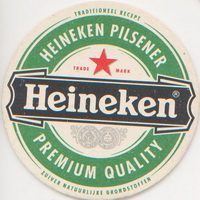 TRADITIONEEL RECEPT
HEINEKEN PILSENER
TRADE MARK
Heineken®
PREMIUM QUALITY
ZUIVER NATUURLIJKE GRONDSTOFFEN